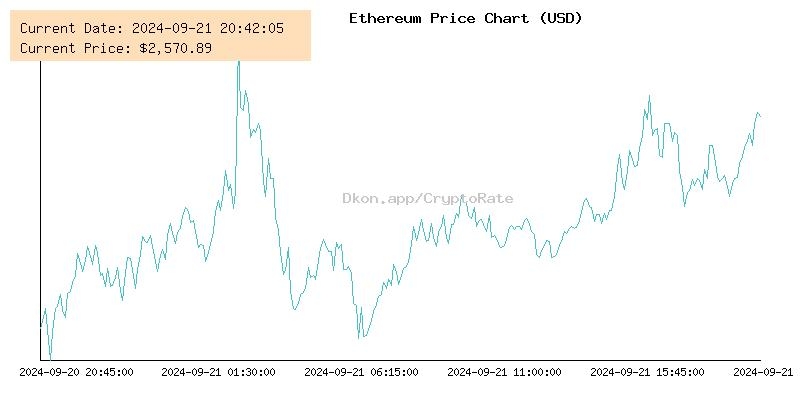 Ethereum Price Chart (USD)
Current Date: 2024-09-21 20:42:05
Current Price: $2,570.89
Dkon.app/CryptoRate
2024-09-20 20:45:00 2024-09-21 01:30:00 2024-09-21 06:15:00 2024-09-21 11:00:00 2024-09-21 15:45:00 2024-09-21